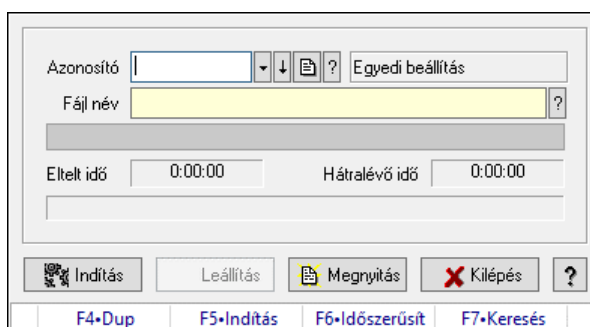 Azonosító ? Egyedi beállítás
Fájl név ?
Eltelt idő 0:00:00 Hátralévő idő 0:00:00
Indítás Leállítás Megnyitás Kilépés ?
F4•Dup F5•Indítás F6•Időszerűsít F7•Keresés